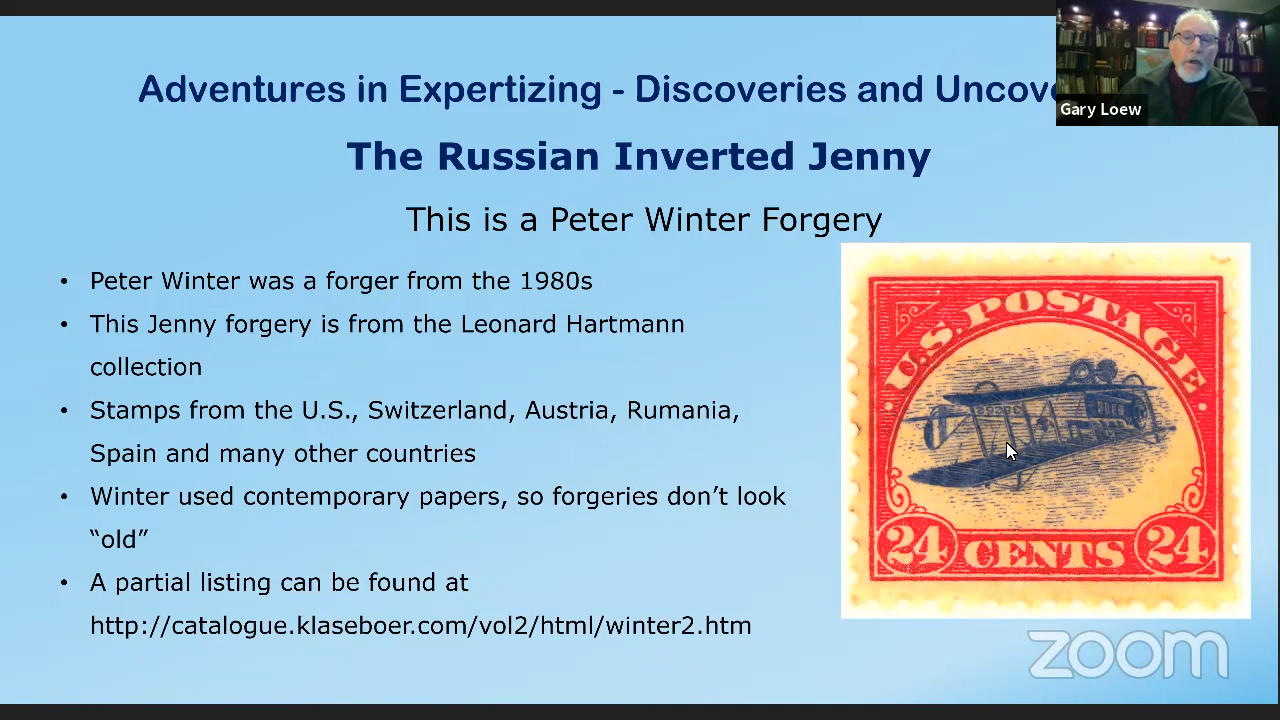 Adventures in Expertizing - Discoveries and Uncove
Gary Loew
The Russian Inverted Jenny
This is a Peter Winter Forgery
• Peter Winter was a forger from the 1980s
• This Jenny forgery is from the Leonard Hartmann
collection
• Stamps from the U.S., Switzerland, Austria, Rumania,
Spain and many other countries
• Winter used contemporary papers, so forgeries don’t look
“old”
• A partial listing can be found at
http://catalogue.klaseboer.com/vol2/html/winter2.htm
U.S. POSTAGE.
24 CENTS 24
zoom